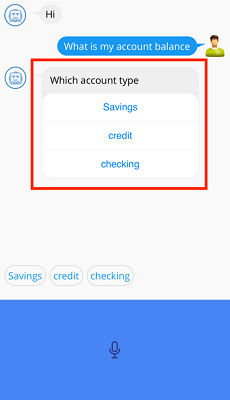 Hi
What is my account balance
Which account type
Savings
credit
checking
Savings credit checking